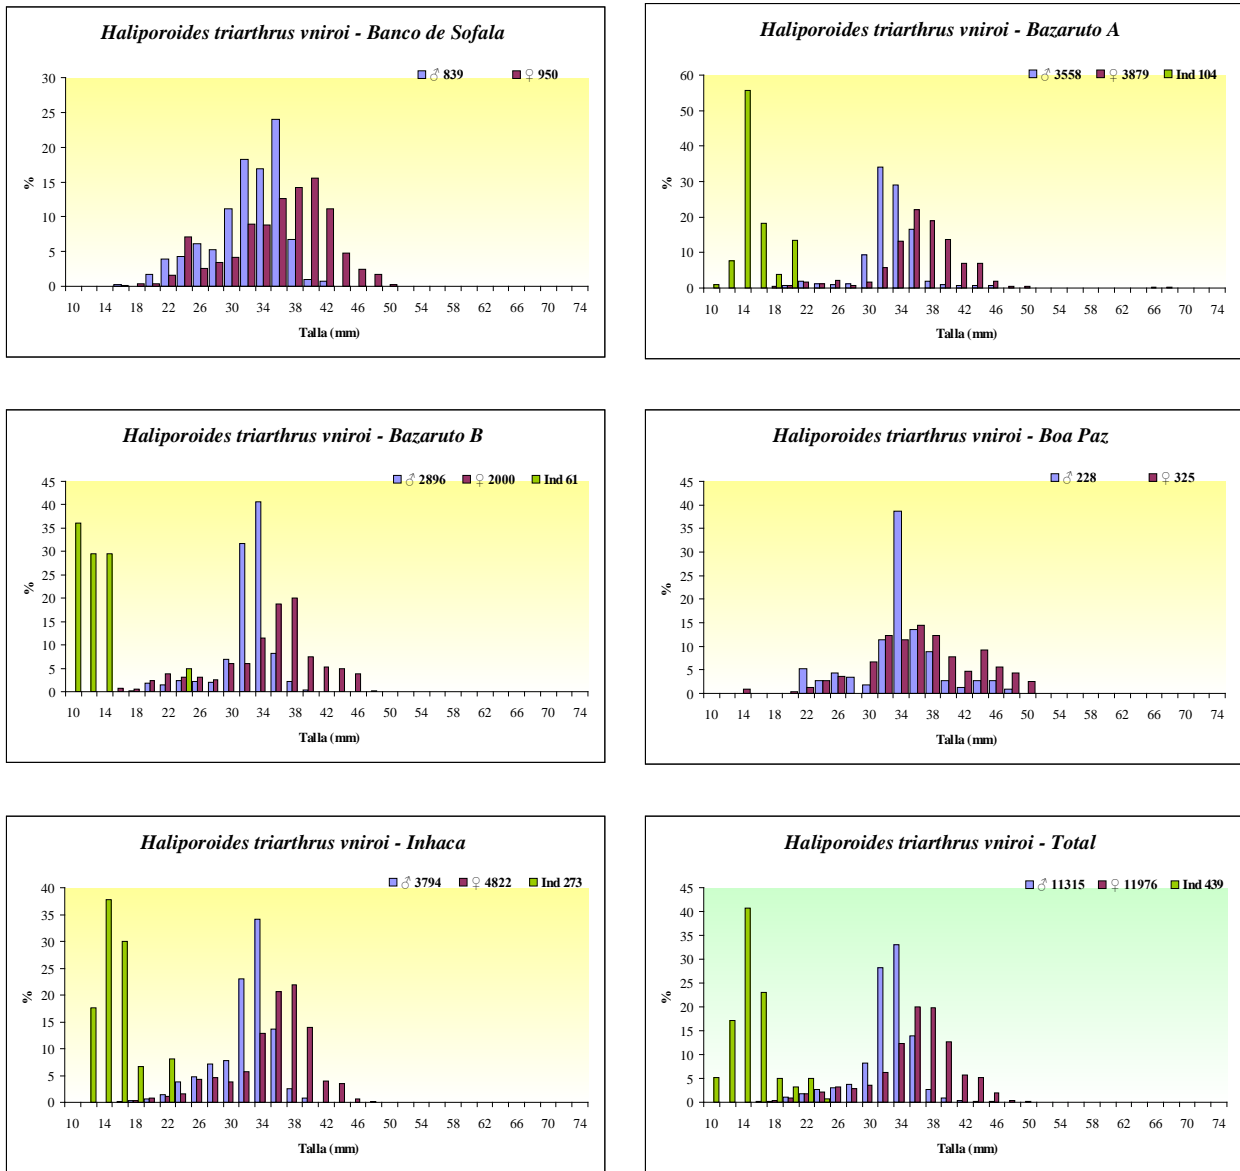 Haliporoides triarthrus vniroi - Banco de Sofala
♂ 839 ♀ 950
30
25
20
15
10
5
0
%
10 14 18 22 26 30 34 38 42 46 50 54 58 62 66 70 74
Talla (mm)
Haliporoides triarthrus vniroi - Bazaruto A
♂ 3558 ♀ 3879 Ind 104
60
50
40
30
20
10
0
%
10 14 18 22 26 30 34 38 42 46 50 54 58 62 66 70 74
Talla (mm)
Haliporoides triarthrus vniroi - Bazaruto B
♂ 2896 ♀ 2000 Ind 61
45
40
35
30
25
20
15
10
5
0
%
10 14 18 22 26 30 34 38 42 46 50 54 58 62 66 70 74
Talla (mm)
Haliporoides triarthrus vniroi - Boa Paz
♂ 228 ♀ 325
45
40
35
30
25
20
15
10
5
0
%
10 14 18 22 26 30 34 38 42 46 50 54 58 62 66 70 74
Talla (mm)
Haliporoides triarthrus vniroi - Inhaca
♂ 3794 ♀ 4822 Ind 273
40
35
30
25
20
15
10
5
0
%
10 14 18 22 26 30 34 38 42 46 50 54 58 62 66 70 74
Talla (mm)
Haliporoides triarthrus vniroi - Total
♂ 11315 ♀ 11976 Ind 439
45
40
35
30
25
20
15
10
5
0
%
10 14 18 22 26 30 34 38 42 46 50 54 58 62 66 70 74
Talla (mm)